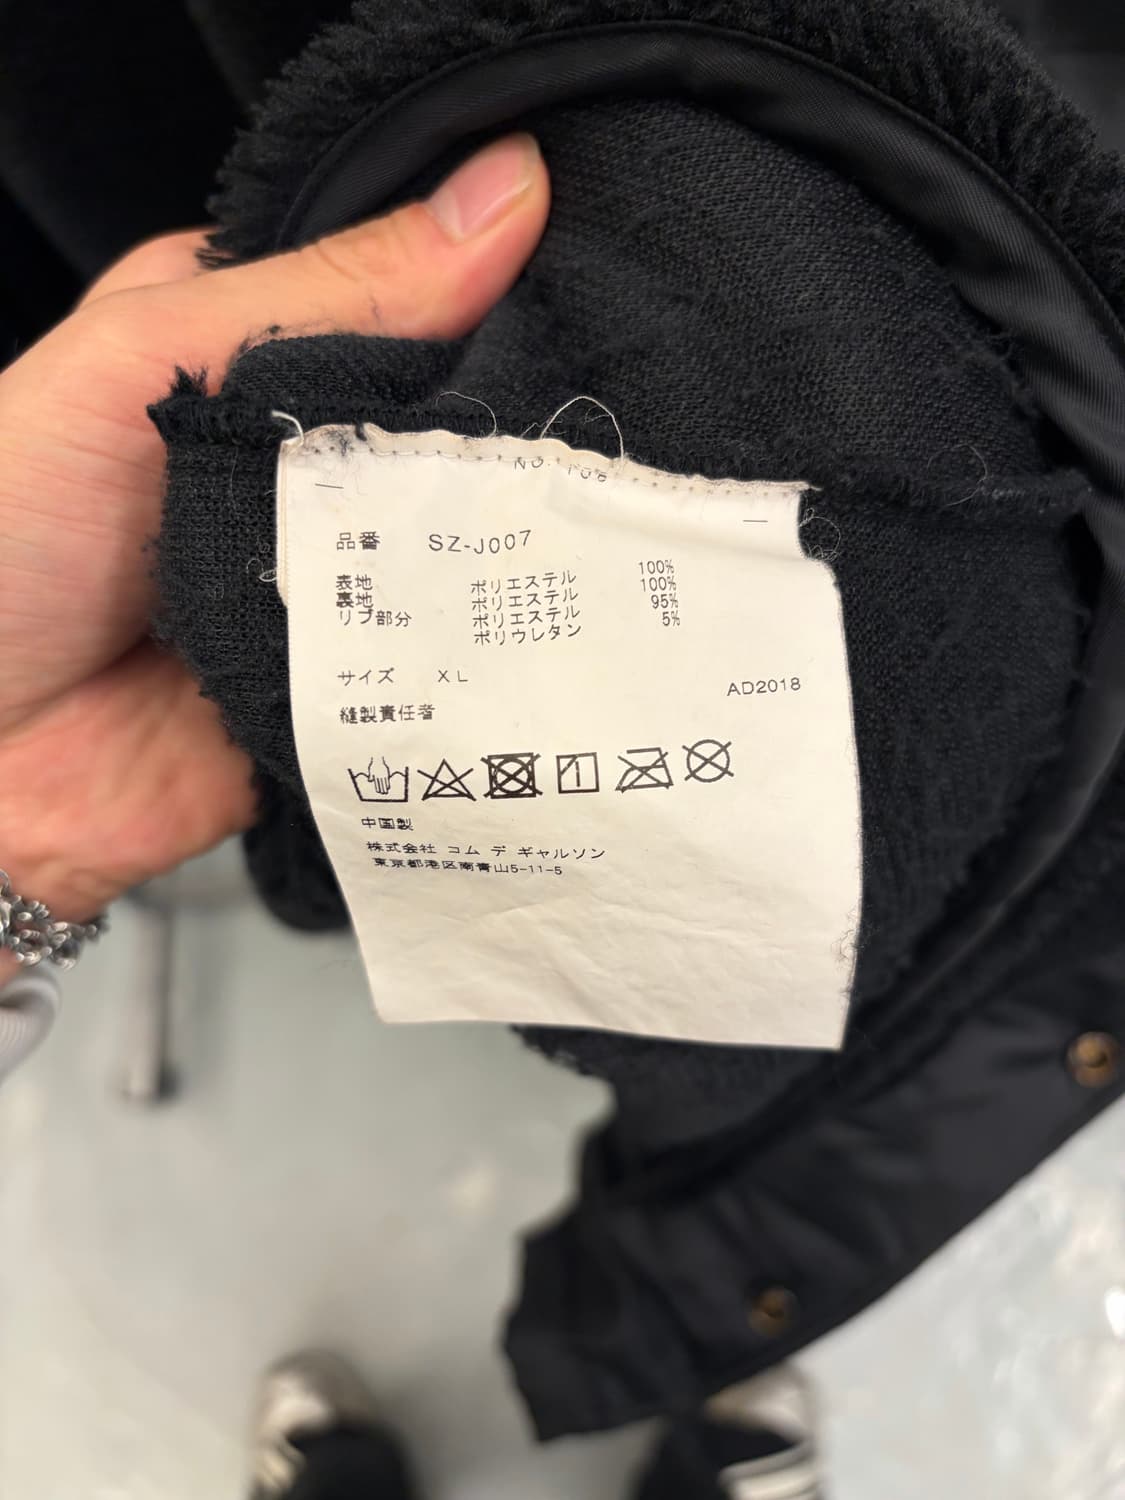 NO. 108
品番 SZ-J007
表地 ポリエステル 100%
裏地 ポリエステル 100%
リブ部分 ポリエステル 95%
ポリウレタン 5%
サイズ XL
AD2018
縫製責任者
中国製
株式会社 コム デ ギャルソン
東京都港区南青山5-11-5